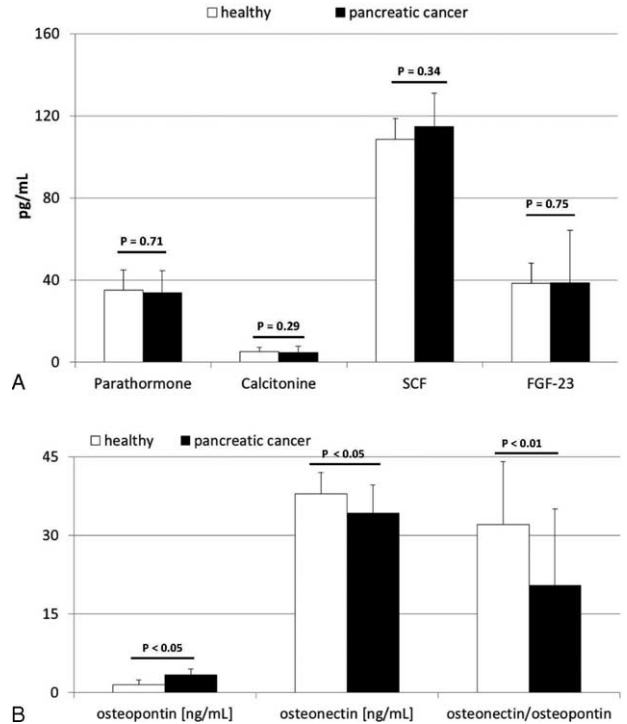 healthy pancreatic cancer
160
P = 0.34
120
pg/mL
80
P = 0.75
P = 0.71
40
P = 0.29
0
A
Parathormone Calcitonine SCF FGF-23
healthy pancreatic cancer
P < 0.01
45
P < 0.05
30
15
P < 0.05
0
B
osteopontin [ng/mL] osteonectin [ng/mL] osteonectin/osteopontin